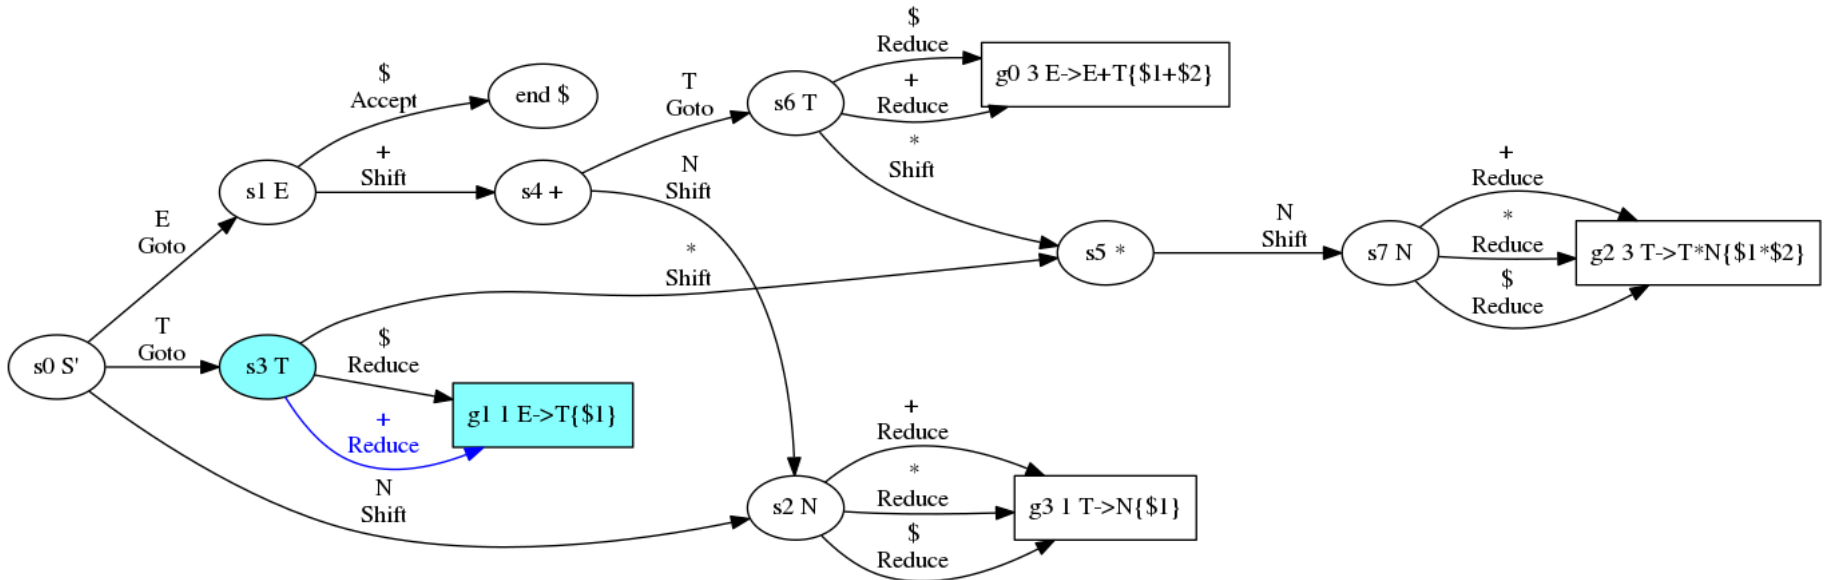 $
Reduce
g0 3 E->E+T{$1+$2}
+
Reduce
s6 T
T
Goto
$
Accept
end $
*
Shift
+
Shift
s1 E
s4 +
N
Shift
+
Reduce
*
Reduce
$
Reduce
s7 N
g2 3 T->T*N{$1*$2}
N
Shift
s5 *
E
Goto
*
Shift
T
Goto
s0 S'
s3 T
$
Reduce
g1 1 E->T{$1}
+
Reduce
N
Shift
s2 N
+
Reduce
*
Reduce
$
Reduce
g3 1 T->N{$1}